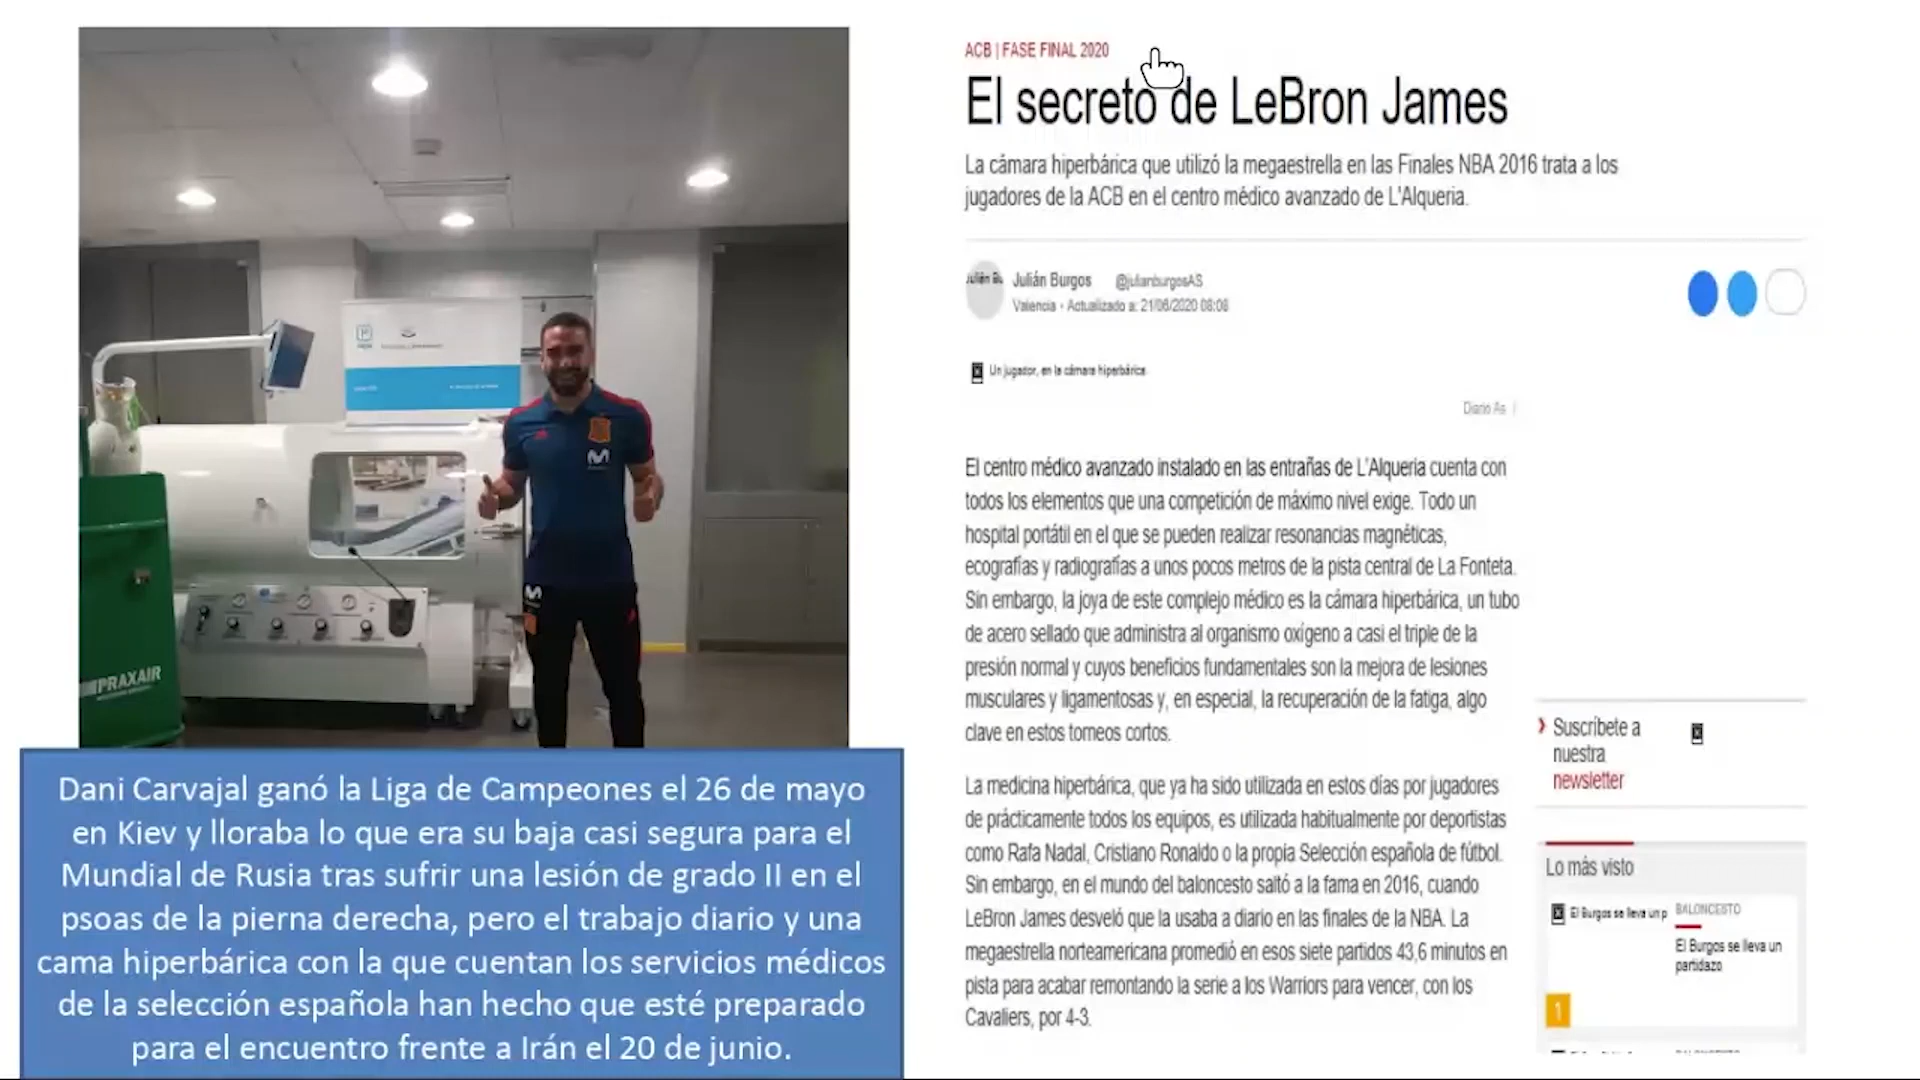 PRAXAIR
Dani Carvajal ganó la Liga de Campeones el 26 de mayo
en Kiev y lloraba lo que era su baja casi segura para el
Mundial de Rusia tras sufrir una lesión de grado II en el
psoas de la pierna derecha, pero el trabajo diario y una
cama hiperbárica con la que cuentan los servicios médicos
de la selección española han hecho que esté preparado
para el encuentro frente a Irán el 20 de junio.
ACB | FASE FINAL 2020
El secreto de LeBron James
La cámara hiperbárica que utilizó la megaestrella en las Finales NBA 2016 trata a los
jugadores de la ACB en el centro médico avanzado de L'Alqueria.
Julián Bu
Julián Burgos @julianburgosAS
Valencia - Actualizado a: 21/06/2020 08:08
Un jugador, en la cámara hiperbárica
Diario As |
El centro médico avanzado instalado en las entrañas de L'Alqueria cuenta con
todos los elementos que una competición de máximo nivel exige. Todo un
hospital portátil en el que se pueden realizar resonancias magnéticas,
ecografías y radiografías a unos pocos metros de la pista central de La Fonteta.
Sin embargo, la joya de este complejo médico es la cámara hiperbárica, un tubo
de acero sellado que administra al organismo oxígeno a casi el triple de la
presión normal y cuyos beneficios fundamentales son la mejora de lesiones
musculares y ligamentosas y, en especial, la recuperación de la fatiga, algo
clave en estos torneos cortos.
La medicina hiperbárica, que ya ha sido utilizada en estos días por jugadores
de prácticamente todos los equipos, es utilizada habitualmente por deportistas
como Rafa Nadal, Cristiano Ronaldo o la propia Selección española de fútbol.
Sin embargo, en el mundo del baloncesto saltó a la fama en 2016, cuando
LeBron James desveló que la usaba a diario en las finales de la NBA. La
megaestrella norteamericana promedió en esos siete partidos 43,6 minutos en
pista para acabar remontando la serie a los Warriors para vencer, con los
Cavaliers, por 4-3.
Suscríbete a
nuestra
newsletter
Lo más visto
El Burgos se lleva un p
BALONCESTO
El Burgos se lleva un
partidazo
1